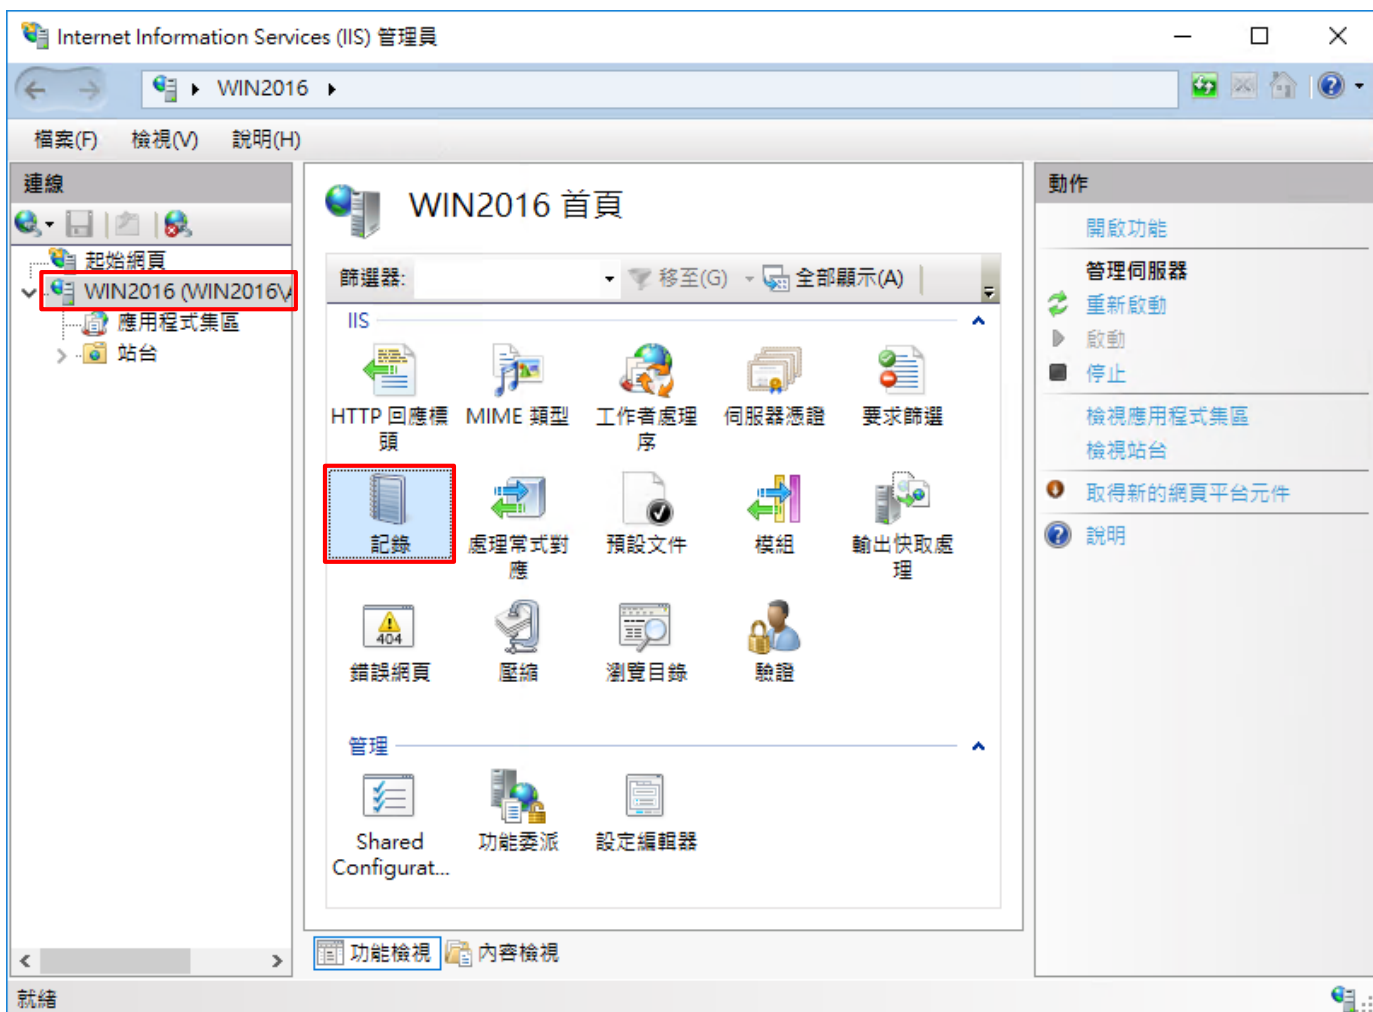 Internet Information Services (IIS) 管理員
WIN2016
檔案(F) 檢視(V) 說明(H)
連線
起始網頁
WIN2016 (WIN2016\A
應用程式集區
站台
WIN2016 首頁
篩選器: 移至(G) 全部顯示(A)
IIS
HTTP 回應標
頭
MIME 類型
工作者處理
序
伺服器憑證
要求篩選
記錄
處理常式對
應
預設文件
模組
輸出快取處
理
404
錯誤網頁
壓縮
瀏覽目錄
驗證
管理
Shared
Configurat...
功能委派
設定編輯器
功能檢視 內容檢視
動作
開啟功能
管理伺服器
重新啟動
啟動
停止
檢視應用程式集區
檢視站台
取得新的網頁平台元件
說明
就緒